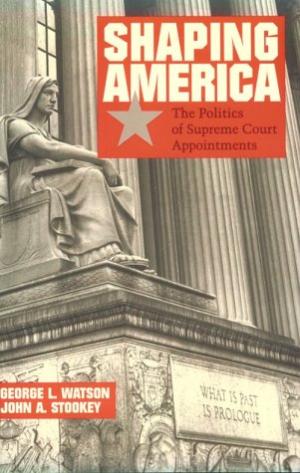 SHAPING
AMERICA
The Politics
of Supreme Court
Appointments
GEORGE L. WATSON
JOHN A. STOOKEY
WHAT IS PAST
IS PROLOGUE